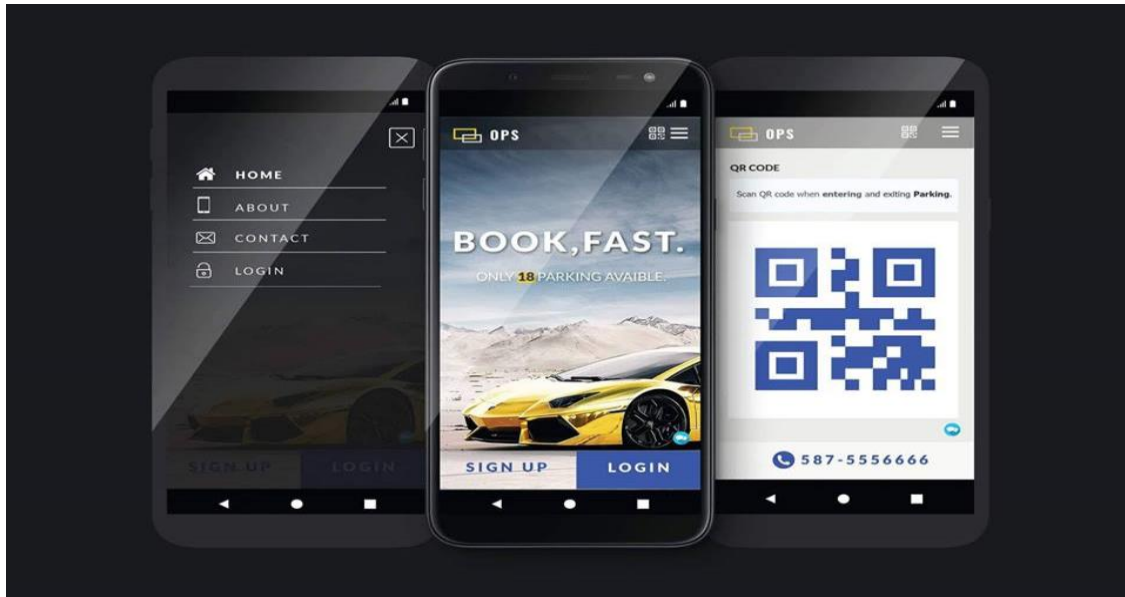 HOME
ABOUT
CONTACT
LOGIN
SIGN UP LOGIN
OPS
BOOK,FAST.
ONLY 18 PARKING AVAIBLE.
SIGN UP LOGIN
OPS
QR CODE
Scan QR code when entering and exiting Parking.
587-5556666